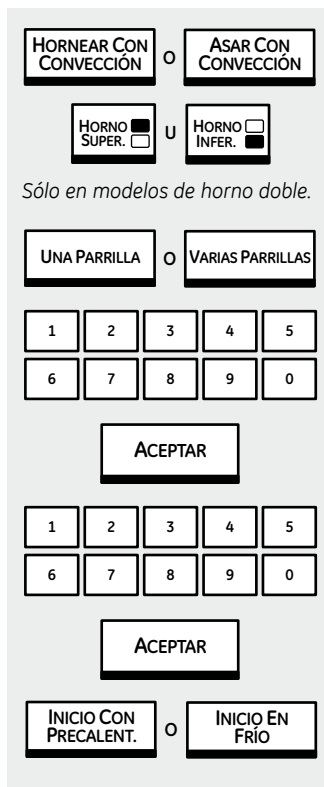 HORNEAR CON CONVECCIÓN o ASAR CON CONVECCIÓN
HORNO SUPER. U HORNO INFER.
Sólo en modelos de horno doble.
UNA PARRILLA O VARIAS PARRILLAS
1 2 3 4 5
6 7 8 9 0
ACEPTAR
1 2 3 4 5
6 7 8 9 0
ACEPTAR
INICIO CON PRECALENT. o INICIO EN FRÍO